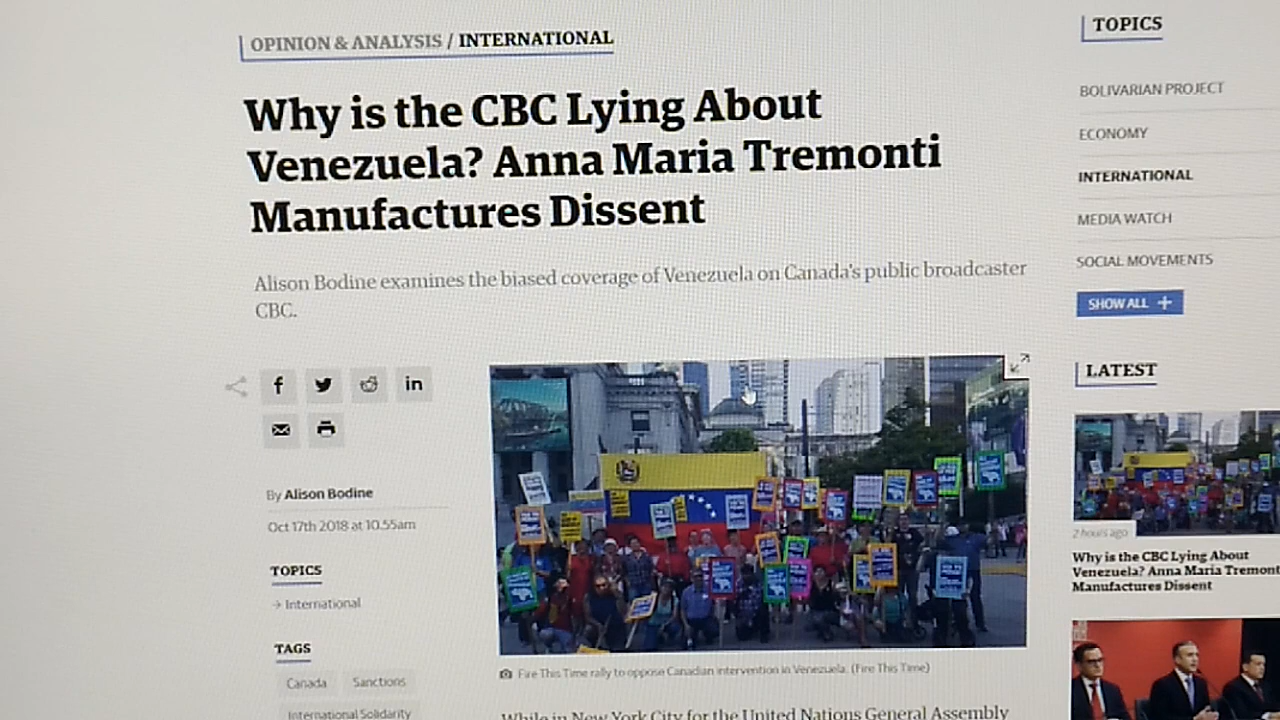 OPINION & ANALYSIS / INTERNATIONAL
Why is the CBC Lying About
Venezuela? Anna Maria Tremonti
Manufactures Dissent
Alison Bodine examines the biased coverage of Venezuela on Canada's public broadcaster
CBC.
f
in
By Alison Bodine
Oct 17th 2018 at 10.55am
TOPICS
→ International
TAGS
Canada Sanctions
International Solidarity
Fire This Time rally to oppose Canadian intervention in Venezuela. (Fire This Time)
While in New York City for the United Nations General Assembly
TOPICS
BOLIVARIAN PROJECT
ECONOMY
INTERNATIONAL
MEDIA WATCH
SOCIAL MOVEMENTS
SHOW ALL +
LATEST
2 hours ago
Why is the CBC Lying About
Venezuela? Anna Maria Tremont
Manufactures Dissent